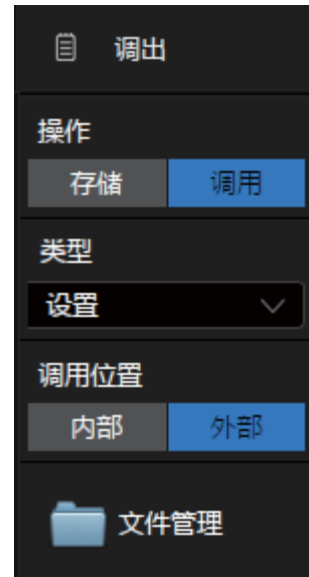 调出
操作
存储 调用
类型
设置
调用位置
内部 外部
文件管理